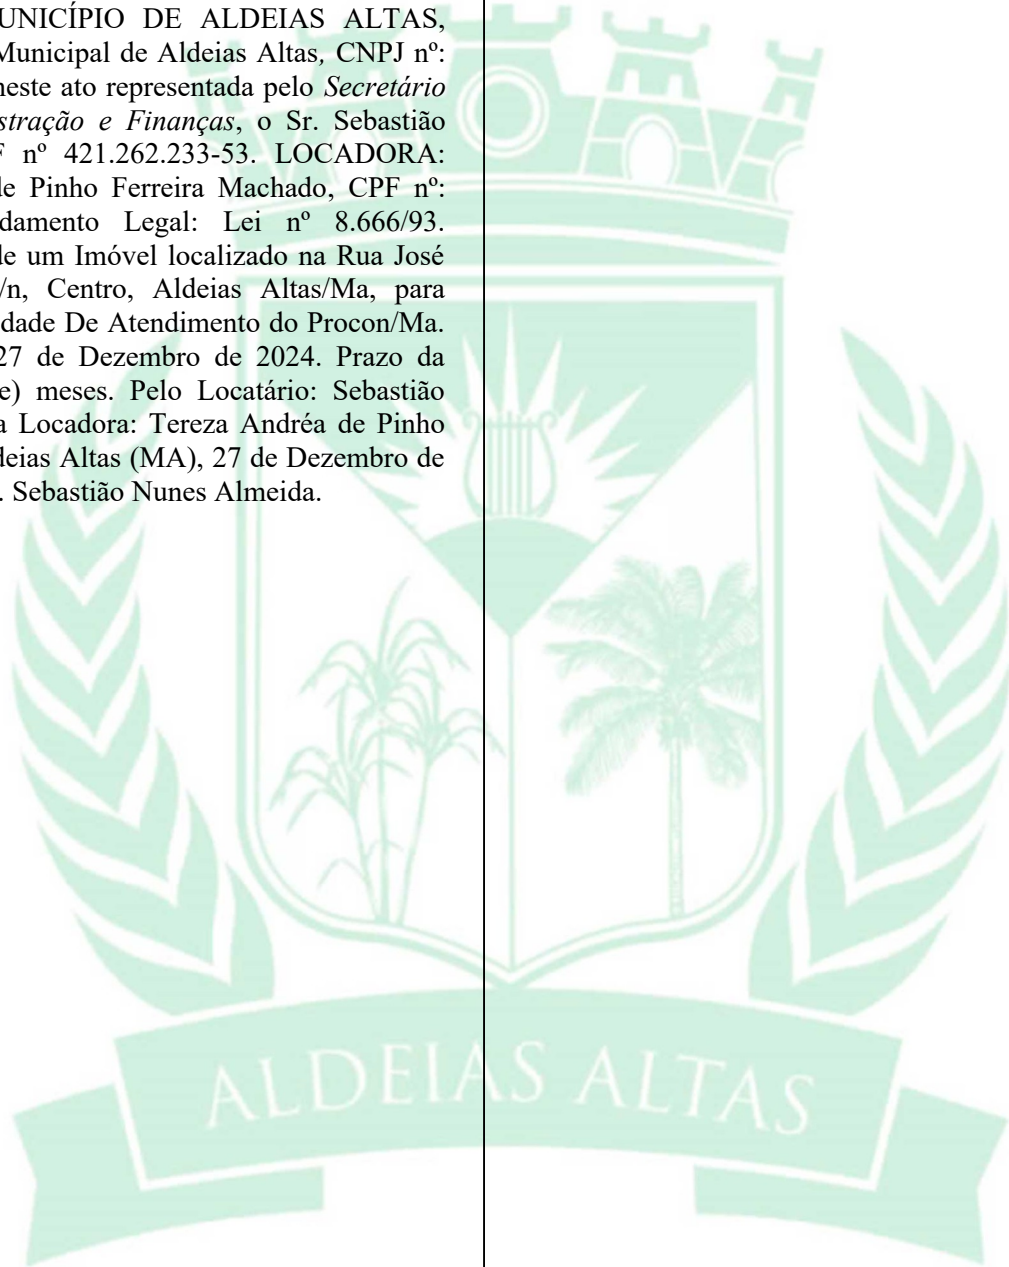 UNICÍPIO DE ALDEIAS ALTAS,
Municipal de Aldeias Altas, CNPJ nº:
neste ato representada pelo Secretário
stração e Finanças, o Sr. Sebastião
F nº 421.262.233-53. LOCADORA:
de Pinho Ferreira Machado, CPF nº:
damento Legal: Lei nº 8.666/93.
de um Imóvel localizado na Rua José
/n, Centro, Aldeias Altas/Ma, para
idade De Atendimento do Procon/Ma.
27 de Dezembro de 2024. Prazo da
e) meses. Pelo Locatário: Sebastião
a Locadora: Tereza Andréa de Pinho
deias Altas (MA), 27 de Dezembro de
. Sebastião Nunes Almeida.
ALDEIAS ALTAS